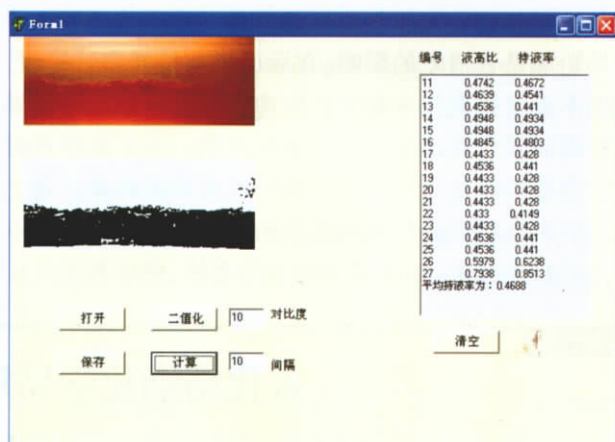 Form1
编号 液高比 持液率
11 0.4742 0.4672
12 0.4639 0.4541
13 0.4536 0.441
14 0.4948 0.4934
15 0.4948 0.4934
16 0.4845 0.4803
17 0.4433 0.428
18 0.4536 0.441
19 0.4433 0.428
20 0.4433 0.428
21 0.4433 0.428
22 0.433 0.4149
23 0.4433 0.428
24 0.4536 0.441
25 0.4536 0.441
26 0.5979 0.6238
27 0.7938 0.8513
平均持液率为：0.4688
打开 二值化 10 对比度
保存 计算 10 间隔
清空